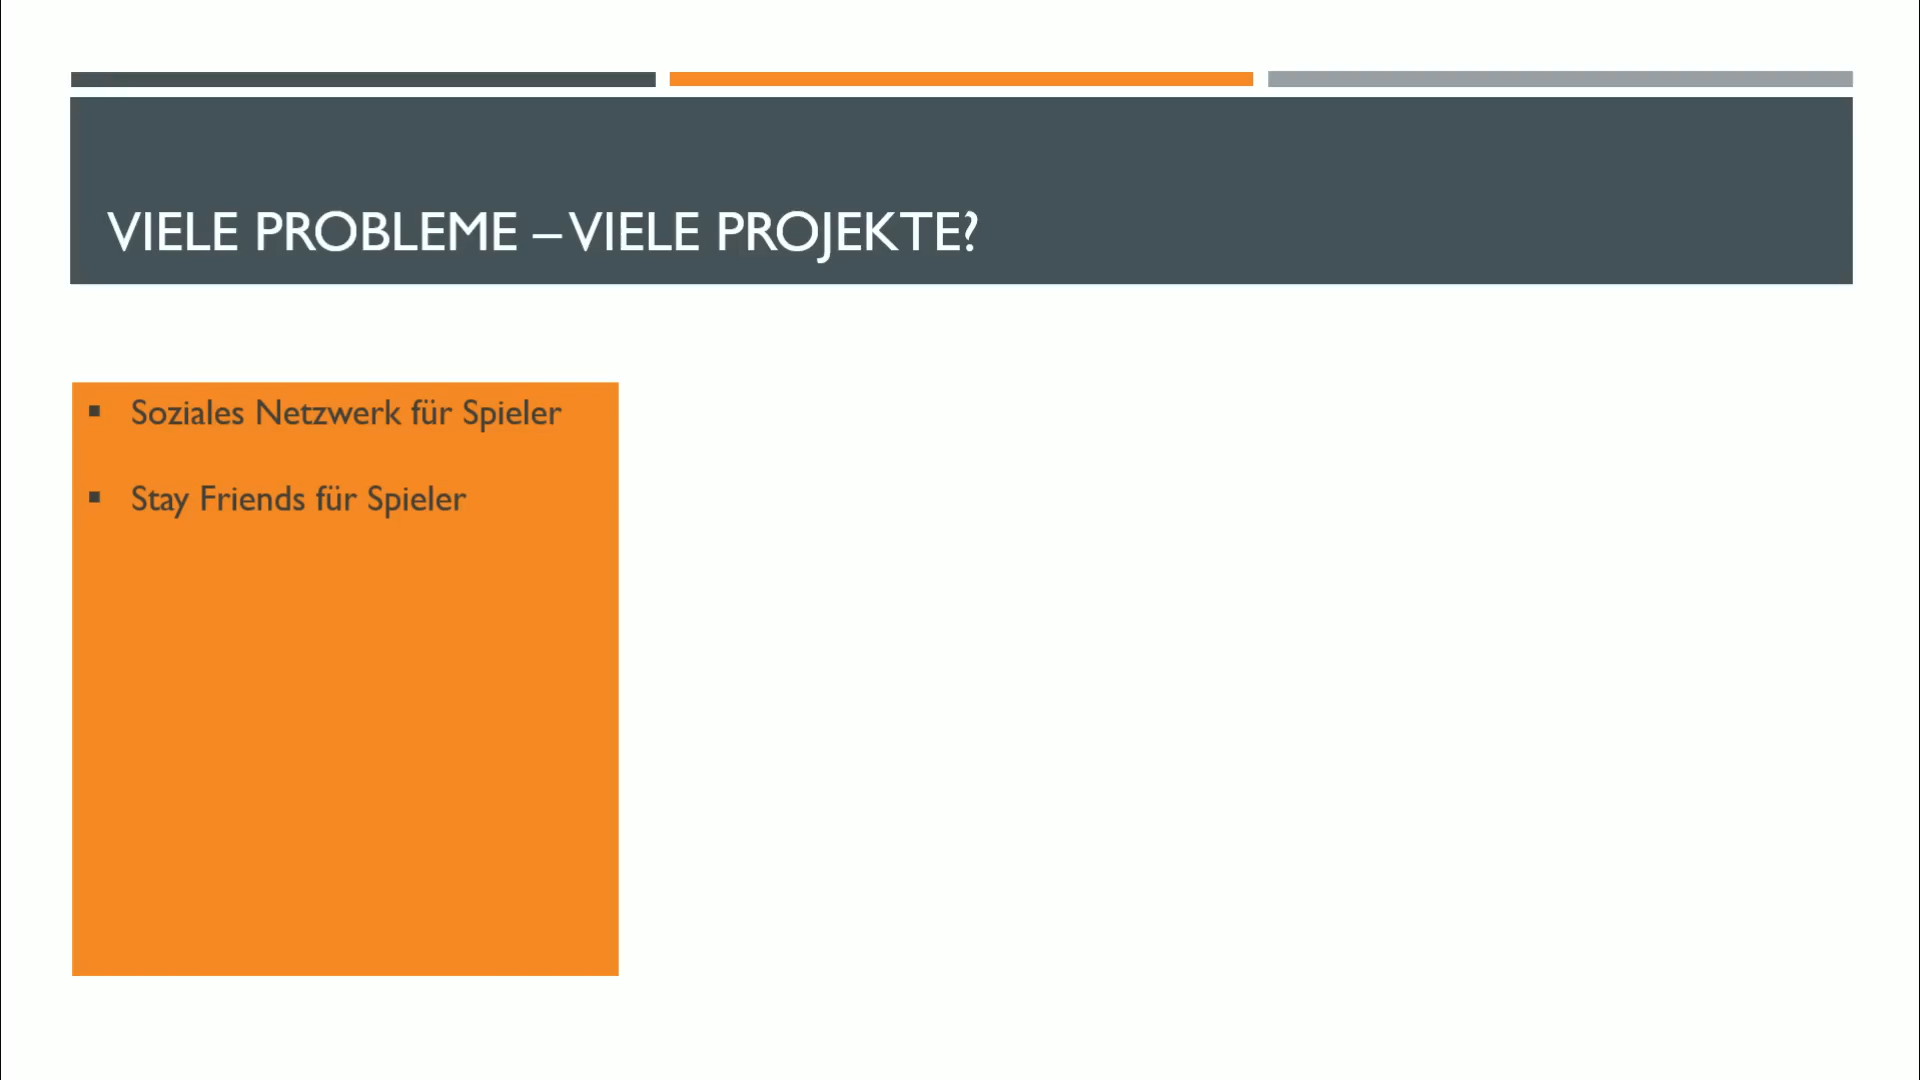 VIELE PROBLEME – VIELE PROJEKTE?
▪ Soziales Netzwerk für Spieler
▪ Stay Friends für Spieler